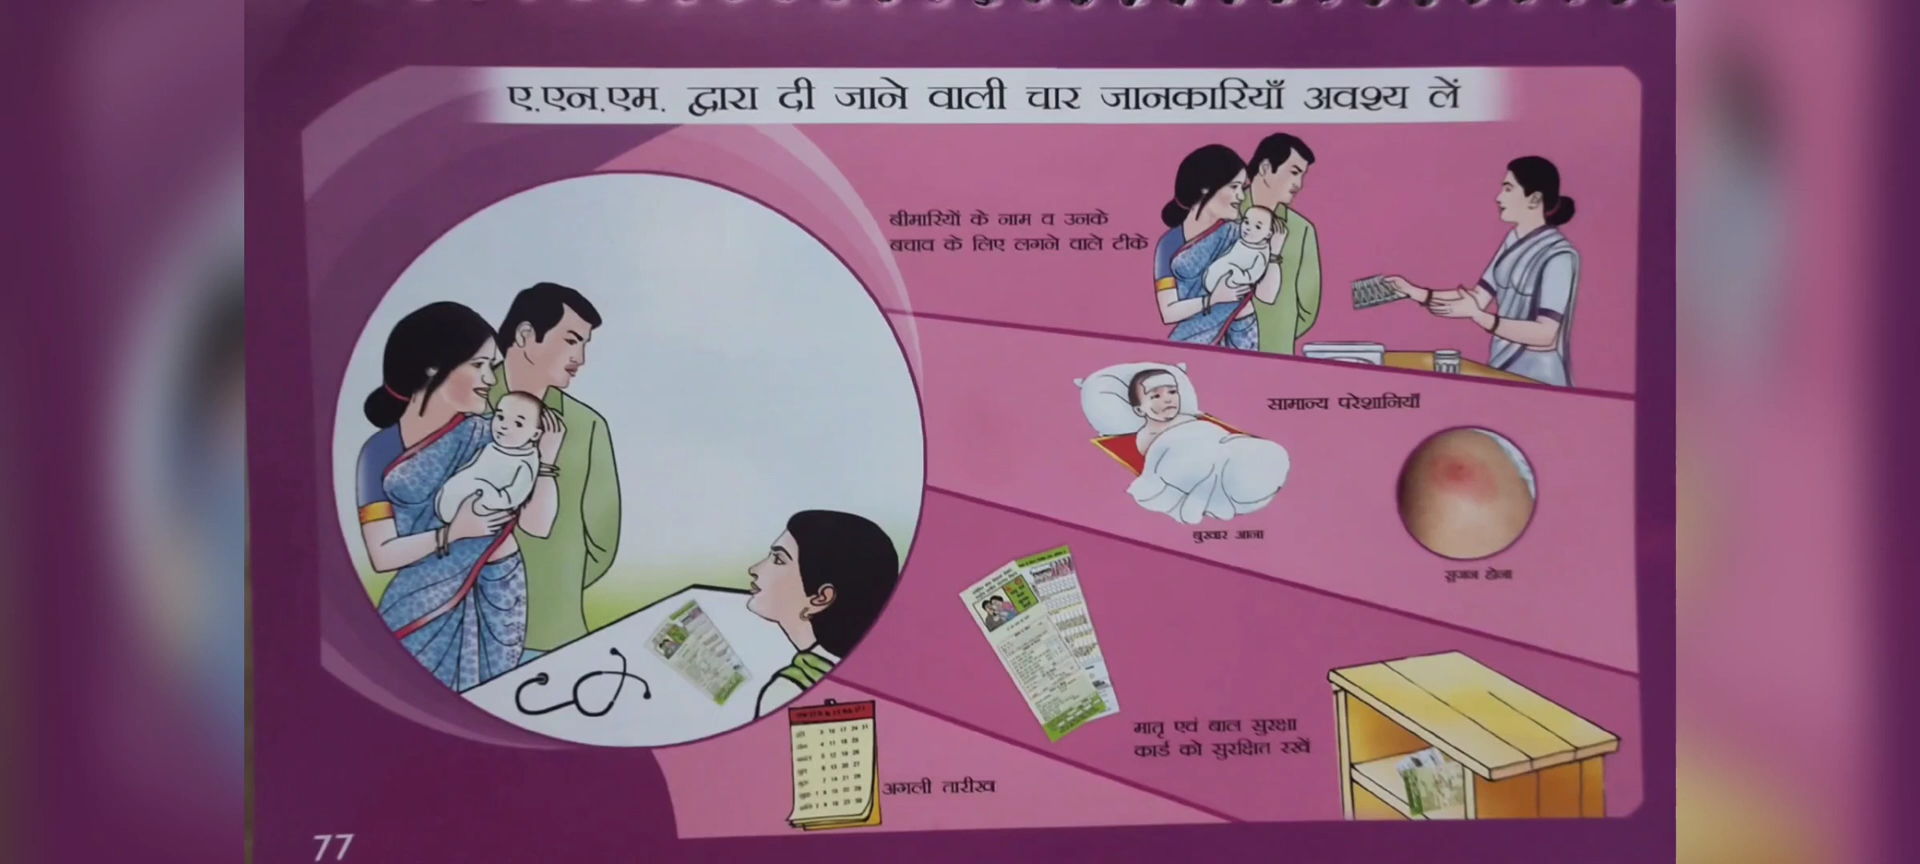 ए.एन.एम. द्वारा दी जाने वाली चार जानकारियाँ अवश्य लें
बीमारियों के नाम व उनके
बचाव के लिए लगने वाले टीके
सामान्य परेशानियाँ
बुखार आना
सूजन होना
मातृ एवं बाल सुरक्षा
कार्ड को सुरक्षित रखें
अगली तारीख
77